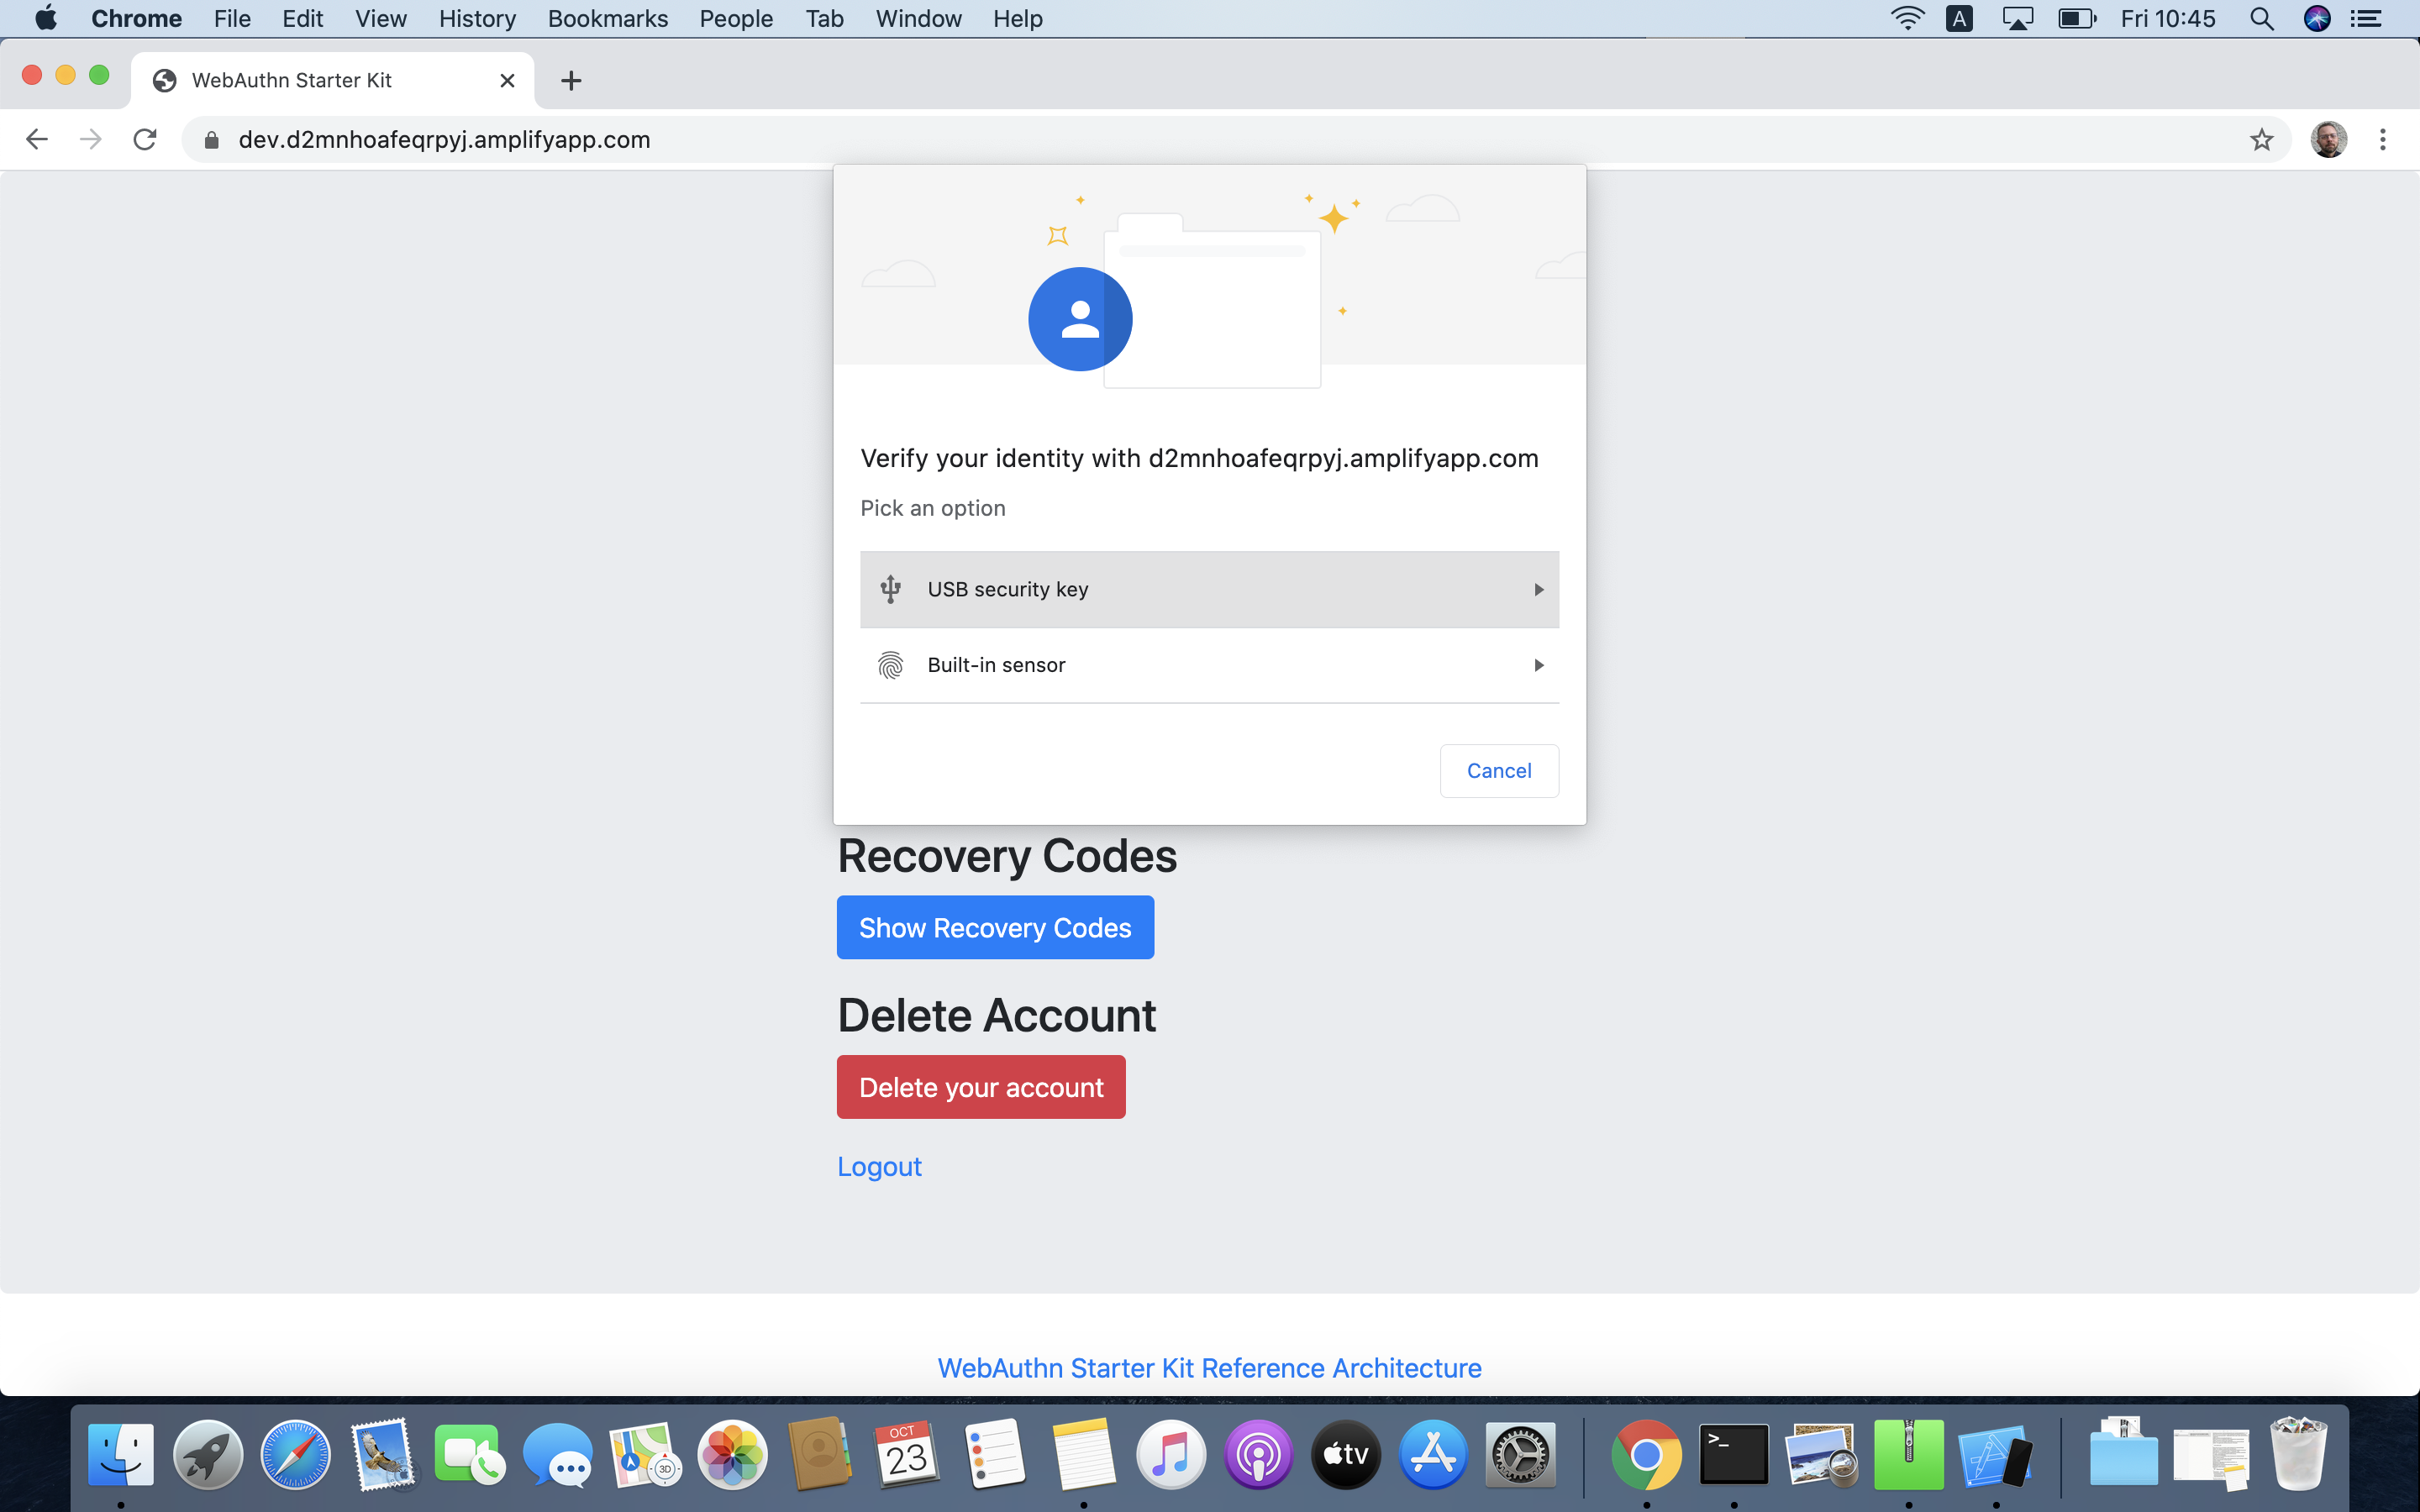 Chrome File Edit View History Bookmarks People Tab Window Help A Fri 10:45
WebAuthn Starter Kit
dev.d2mnhoafeqrpyj.amplifyapp.com
Verify your identity with d2mnhoafeqrpyj.amplifyapp.com
Pick an option
USB security key
Built-in sensor
Cancel
Recovery Codes
Show Recovery Codes
Delete Account
Delete your account
Logout
WebAuthn Starter Kit Reference Architecture
3D
OCT
23
tv
>_